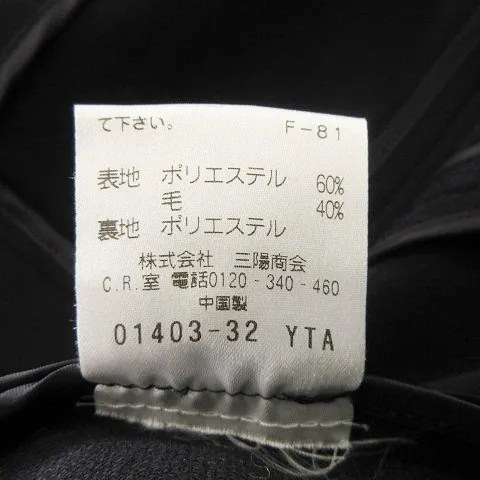 て下さい。 F-81
表地 ポリエステル 60%
毛 40%
裏地 ポリエステル
株式会社 三陽商会
C.R.室 電話0120-340-460
中国製
01403-32 YTA